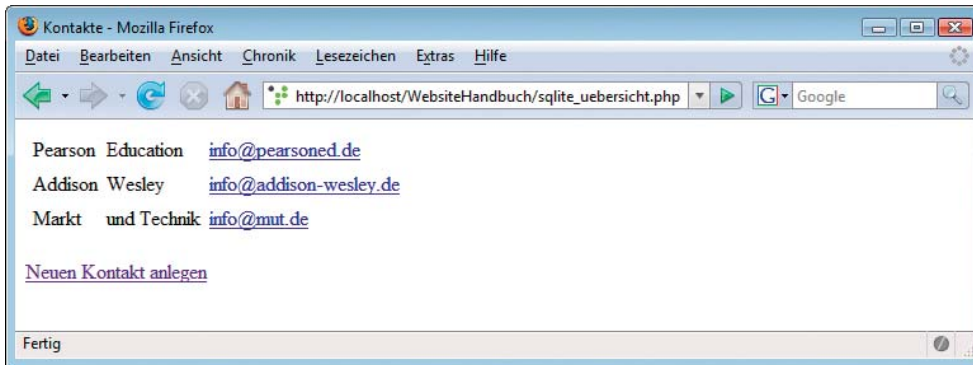 Kontakte - Mozilla Firefox
Datei Bearbeiten Ansicht Chronik Lesezeichen Extras Hilfe
http://localhost/WebsiteHandbuch/sqlite_uebersicht.php G Google
Pearson Education info@pearsoned.de
Addison Wesley info@addison-wesley.de
Markt und Technik info@mut.de
Neuen Kontakt anlegen
Fertig